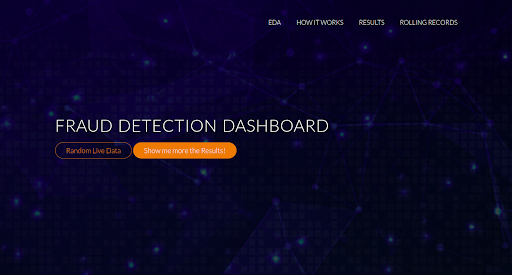 EDA HOW IT WORKS RESULTS ROLLING RECORDS
FRAUD DETECTION DASHBOARD
Random Live Data Show me more the Results!